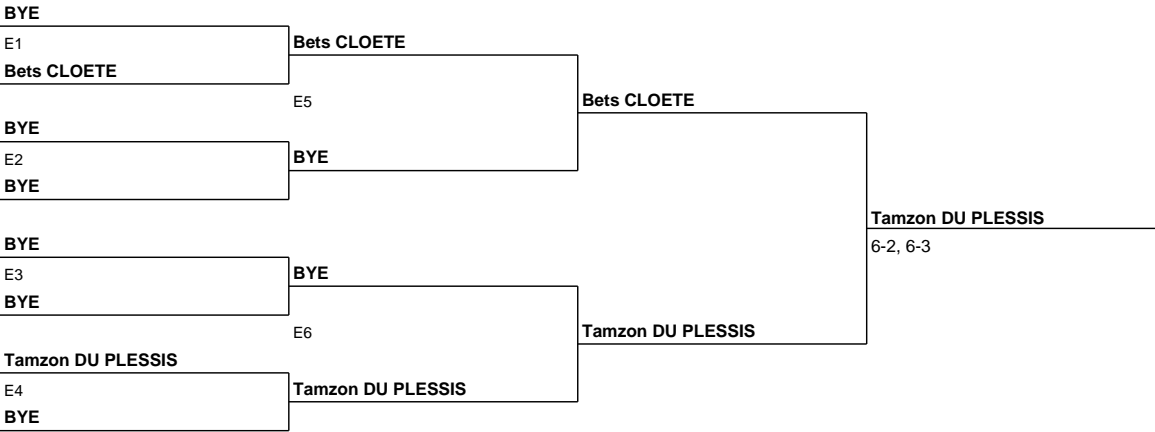 BYE
E1
Bets CLOETE
Bets CLOETE
E5
Bets CLOETE
BYE
E2
BYE
BYE
Tamzon DU PLESSIS
6-2, 6-3
BYE
E3
BYE
BYE
E6
Tamzon DU PLESSIS
Tamzon DU PLESSIS
E4
Tamzon DU PLESSIS
BYE